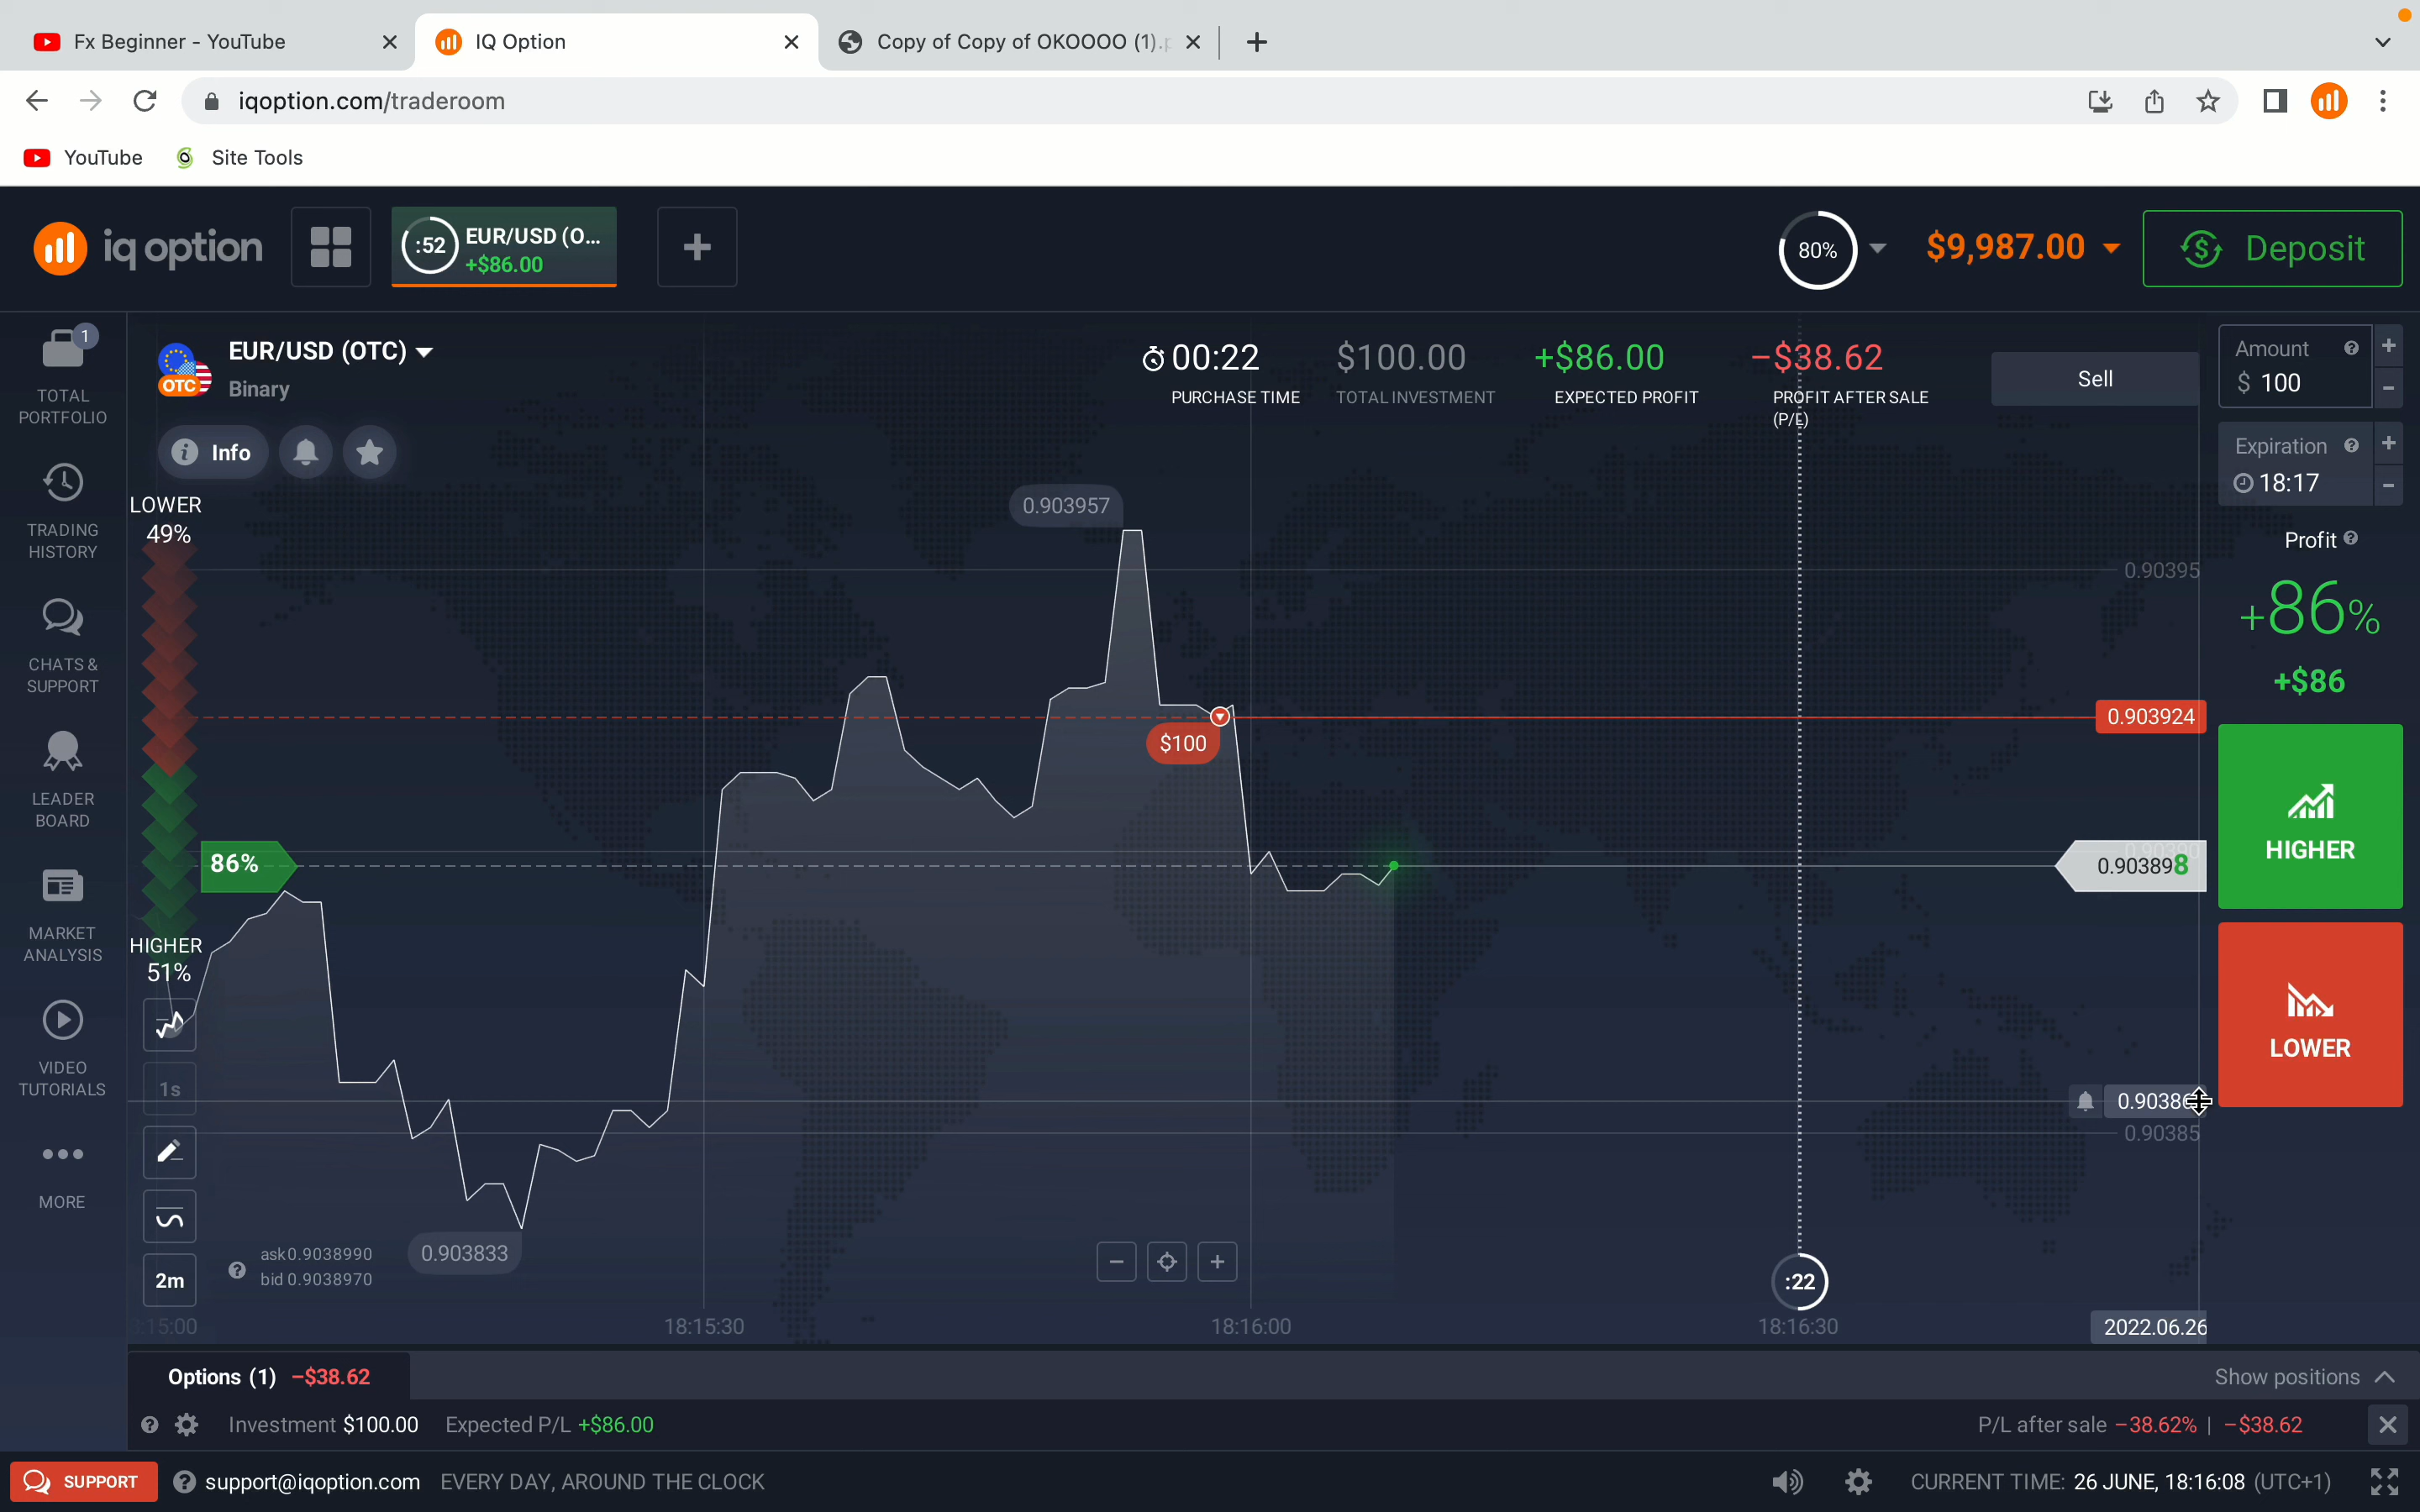 Fx Beginner - YouTube
IQ Option
Copy of Copy of OKOOOO (1).p
iqoption.com/traderoom
YouTube
Site Tools
iq option
:52
EUR/USD (O...
+$86.00
80%
$9,987.00
Deposit
1
TOTAL
PORTFOLIO
TRADING
HISTORY
CHATS &
SUPPORT
LEADER
BOARD
MARKET
ANALYSIS
VIDEO
TUTORIALS
MORE
EUR/USD (OTC)
OTC
Binary
Info
00:22
PURCHASE TIME
$100.00
TOTAL INVESTMENT
+$86.00
EXPECTED PROFIT
-$38.62
PROFIT AFTER SALE
(P/L)
Sell
Amount
$ 100
Expiration
18:17
Profit
+86%
+$86
HIGHER
LOWER
LOWER
49%
86%
HIGHER
51%
1s
2m
0.903957
0.90395
0.903924
$100
0.903898
0.90390
0.90385
0.903833
ask 0.9038990
bid 0.9038970
:22
:15:00
18:15:30
18:16:00
18:16:30
2022.06.26
Options (1) -$38.62
Show positions
Investment $100.00 Expected P/L +$86.00
P/L after sale -38.62% | -$38.62
SUPPORT
support@iqoption.com EVERY DAY, AROUND THE CLOCK
CURRENT TIME: 26 JUNE, 18:16:08 (UTC+1)